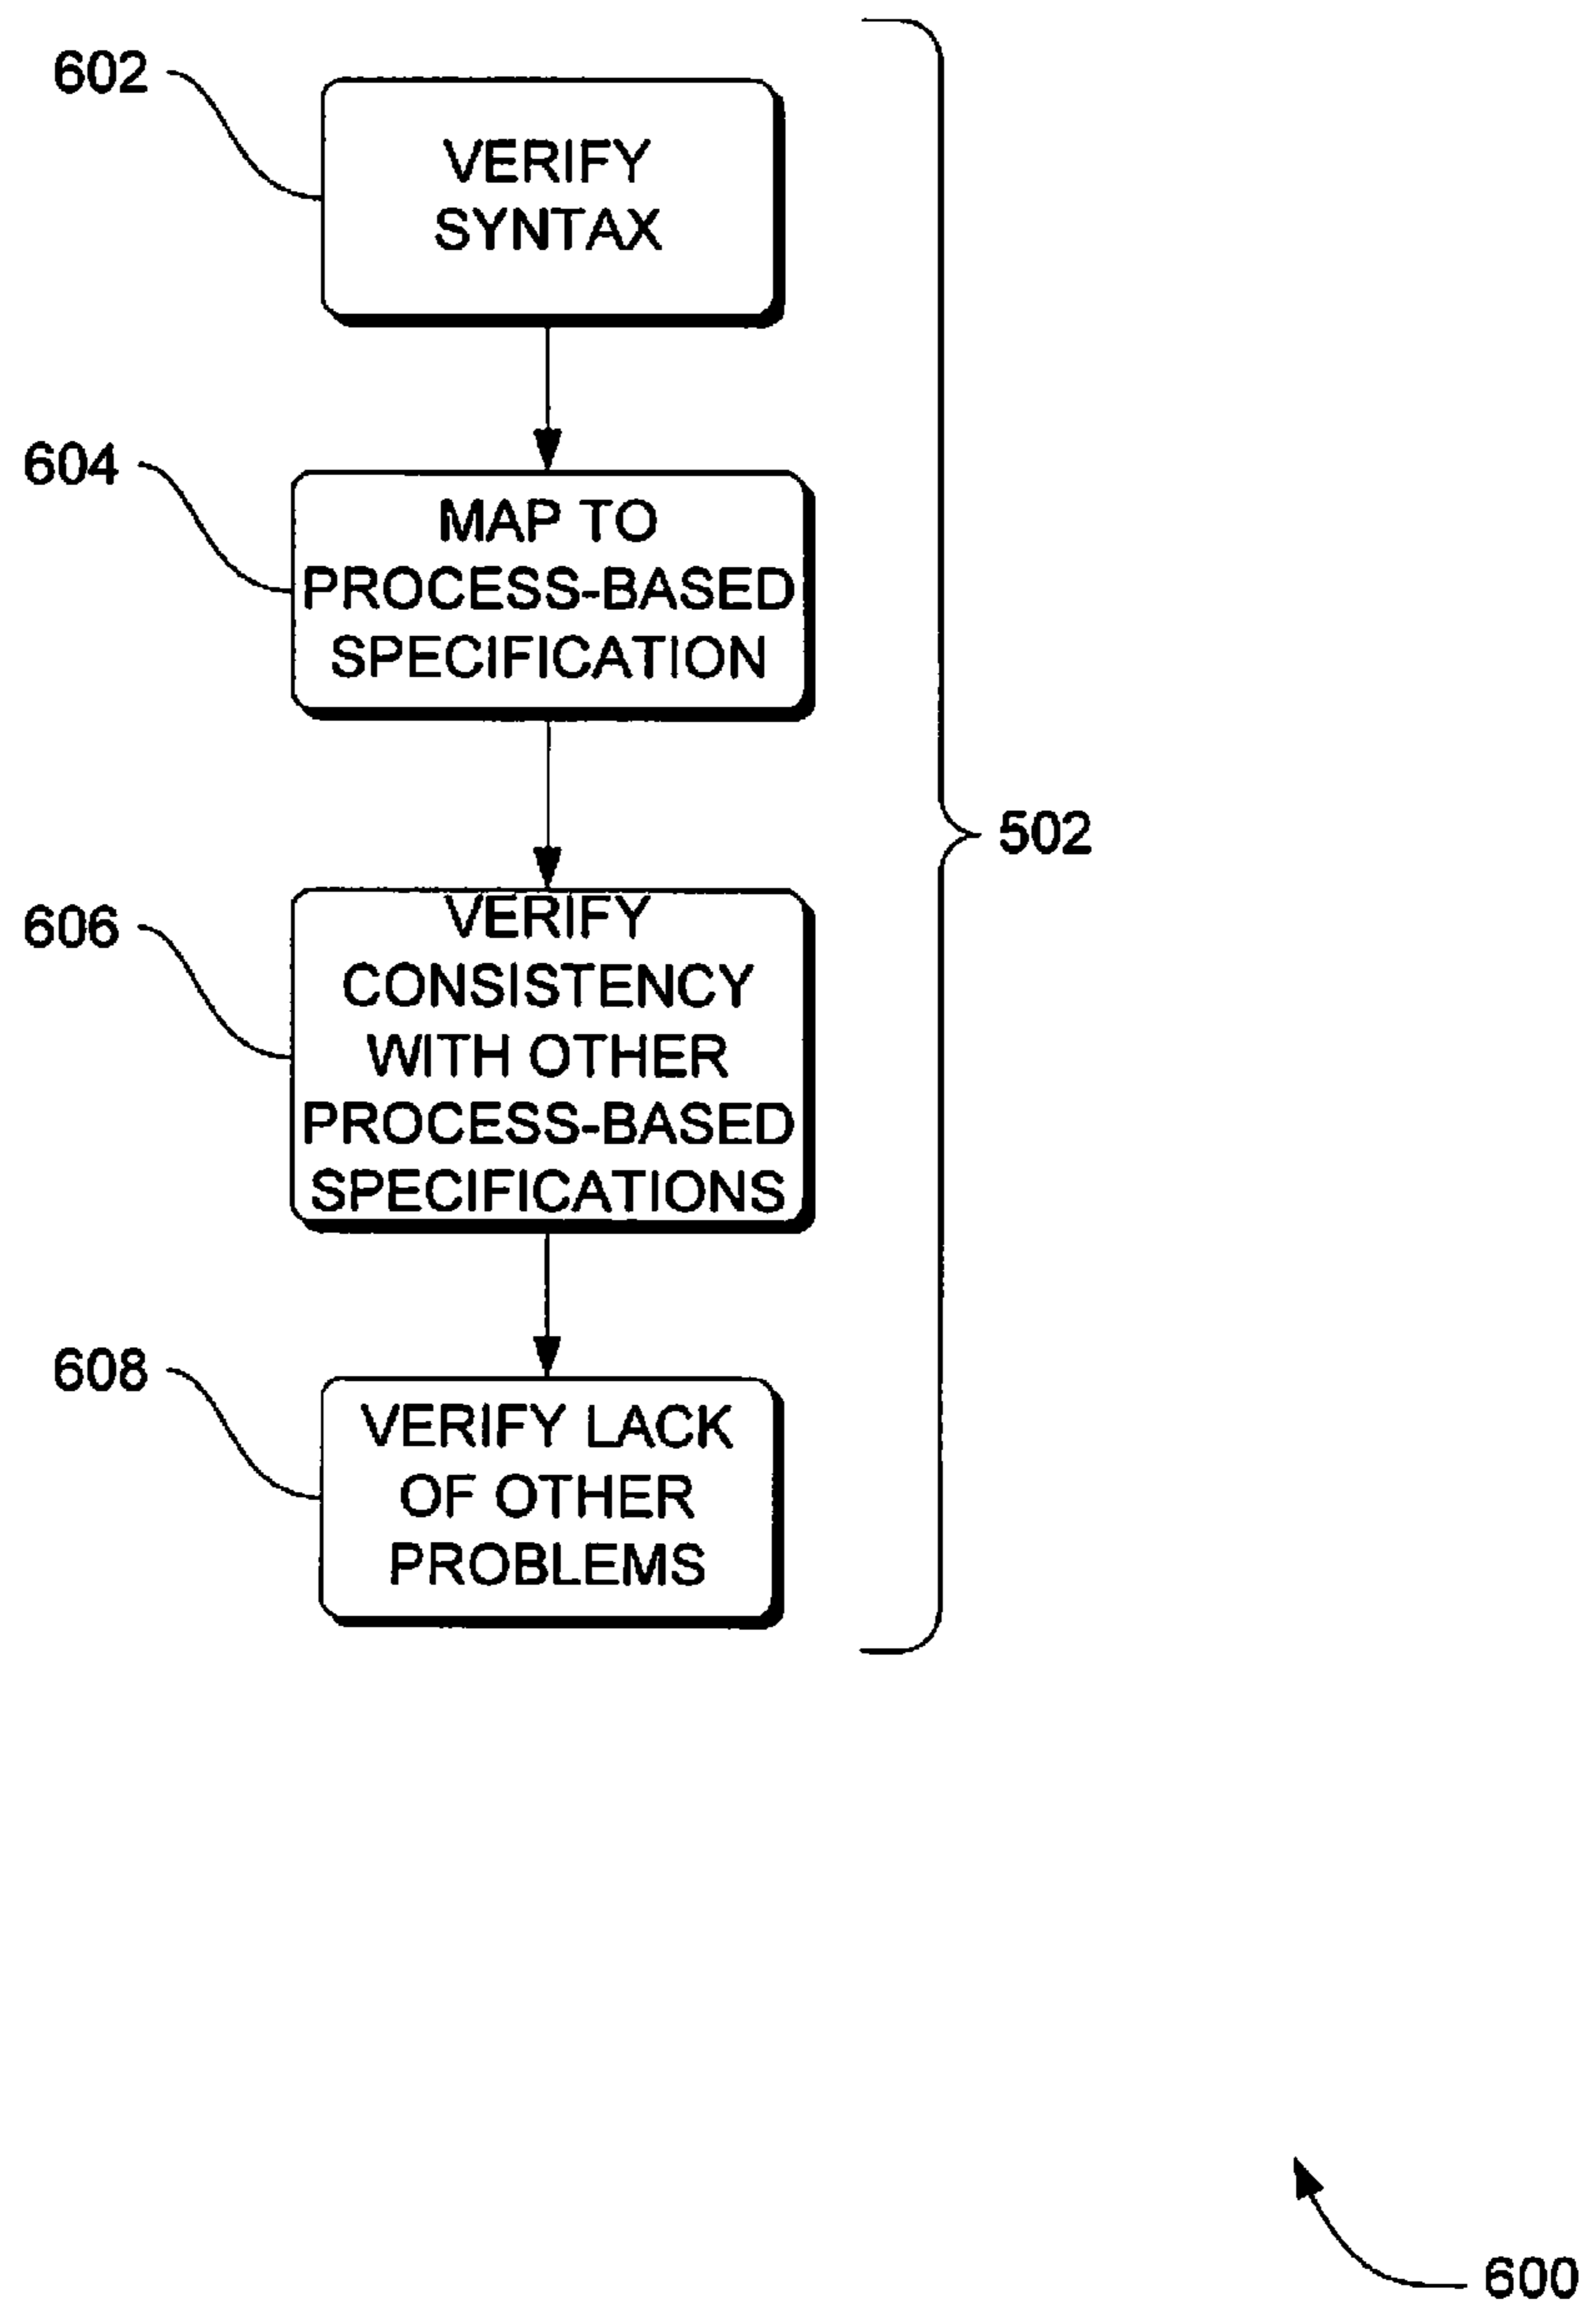 602
VERIFY
SYNTAX
604
MAP TO
PROCESS-BASED
SPECIFICATION
502
606
VERIFY
CONSISTENCY
WITH OTHER
PROCESS-BASED
SPECIFICATIONS
608
VERIFY LACK
OF OTHER
PROBLEMS
600